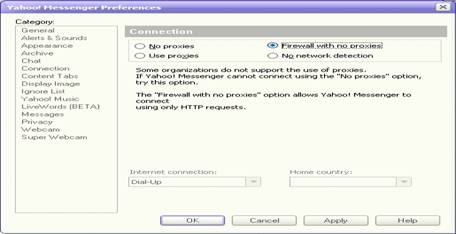 Yahoo! Messenger Preferences
Category:
General
Alerts & Sounds
Appearance
Archive
Chat
Connection
Content Tabs
Display Image
Ignore List
Yahoo! Music
LiveWords (BETA)
Messages
Privacy
Webcam
Super Webcam
Connection
No proxies
Firewall with no proxies
Use proxies
No network detection
Some organizations do not support the use of proxies.
If Yahoo! Messenger cannot connect using the "No proxies" option,
try this option.
The "Firewall with no proxies" option allows Yahoo! Messenger to
connect
using only HTTP requests.
Internet connection:
Home country:
Dial-Up
OK
Cancel
Apply
Help